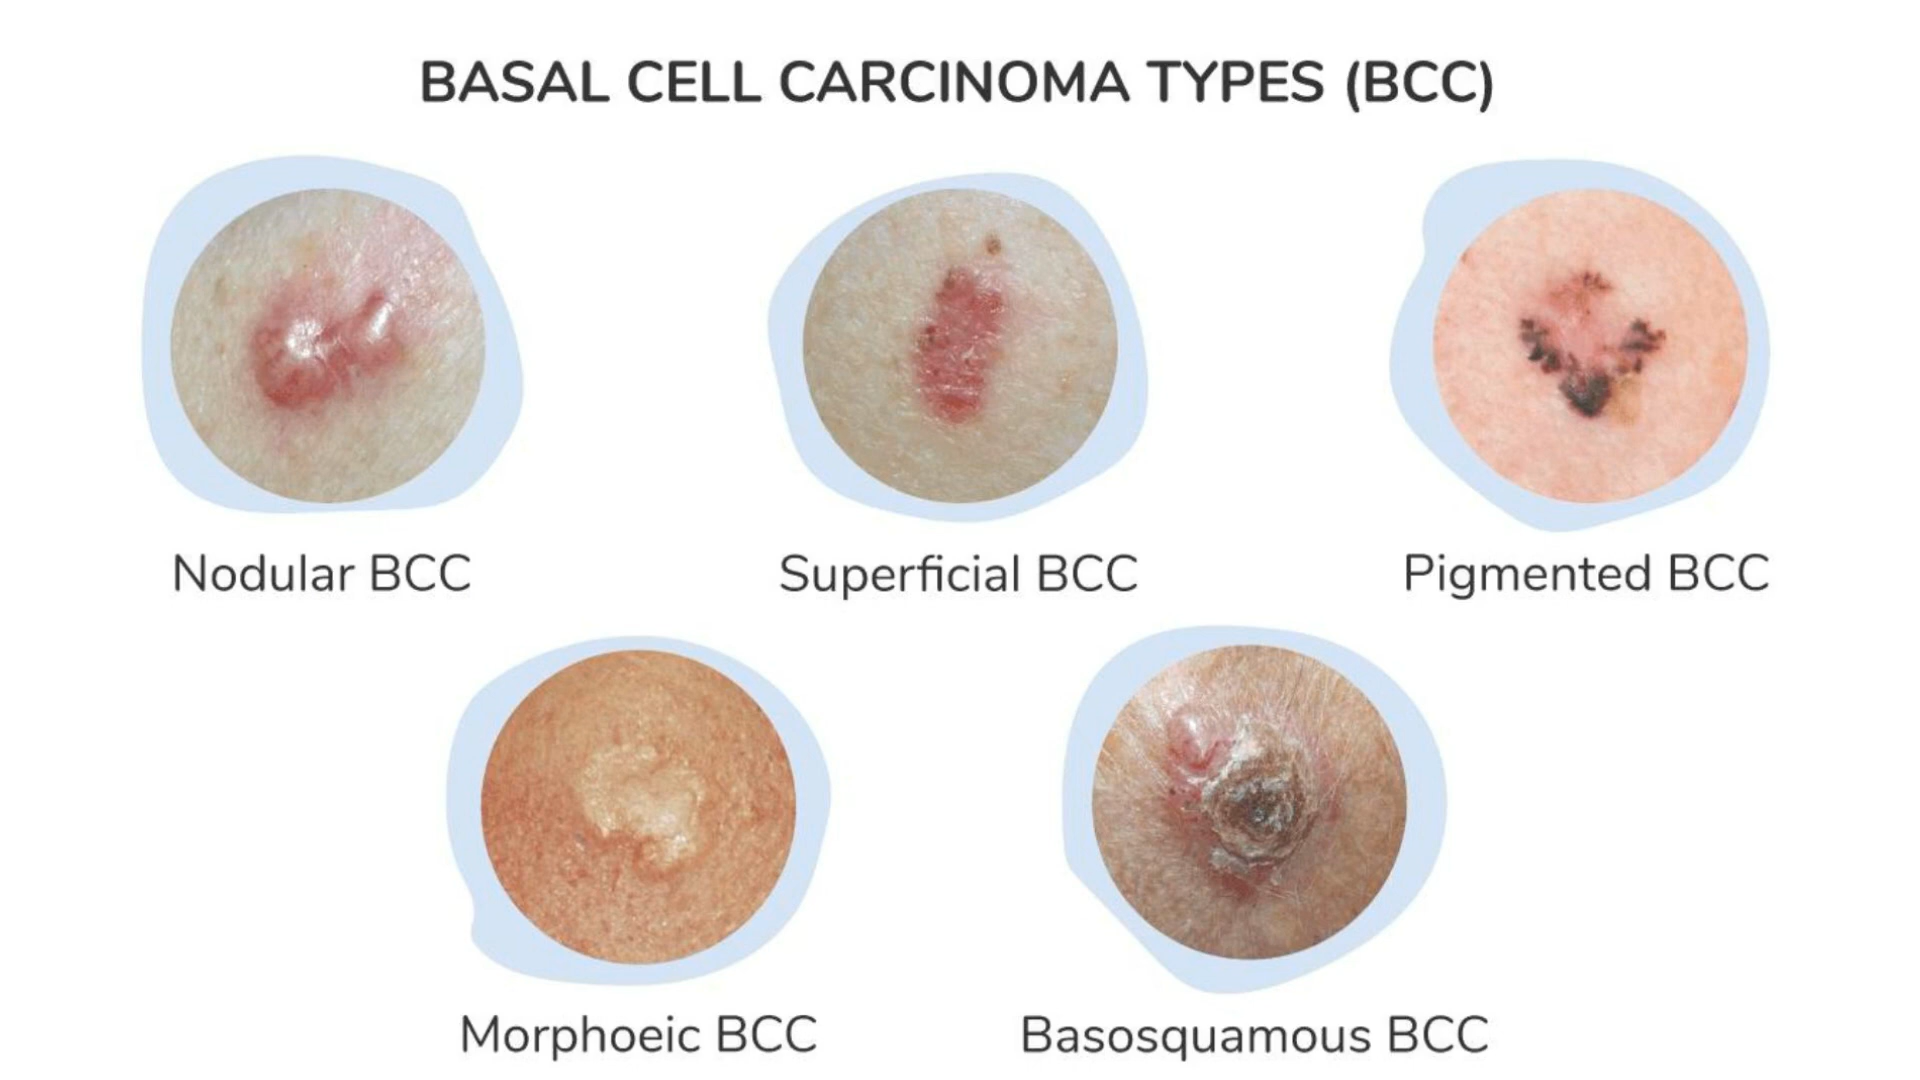 BASAL CELL CARCINOMA TYPES (BCC)
Nodular BCC
Superficial BCC
Pigmented BCC
Morphoeic BCC
Basosquamous BCC